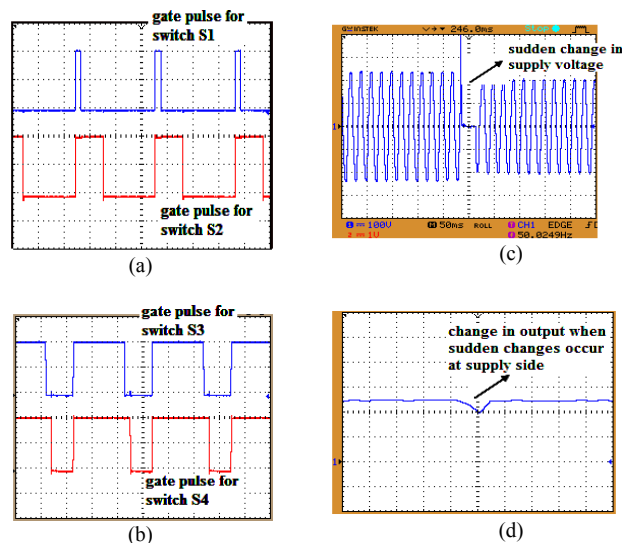 gate pulse for
switch S1
gate pulse for
switch S2
(a)
GWINSTEK 246.0ms
sudden change in
supply voltage
1
1 100V M 50ms ROLL CH1 EDGE F D
2 1V 50.0249Hz
(c)
gate pulse for
switch S3
gate pulse for
switch S4
(b)
change in output when
sudden changes occur
at supply side
1
(d)